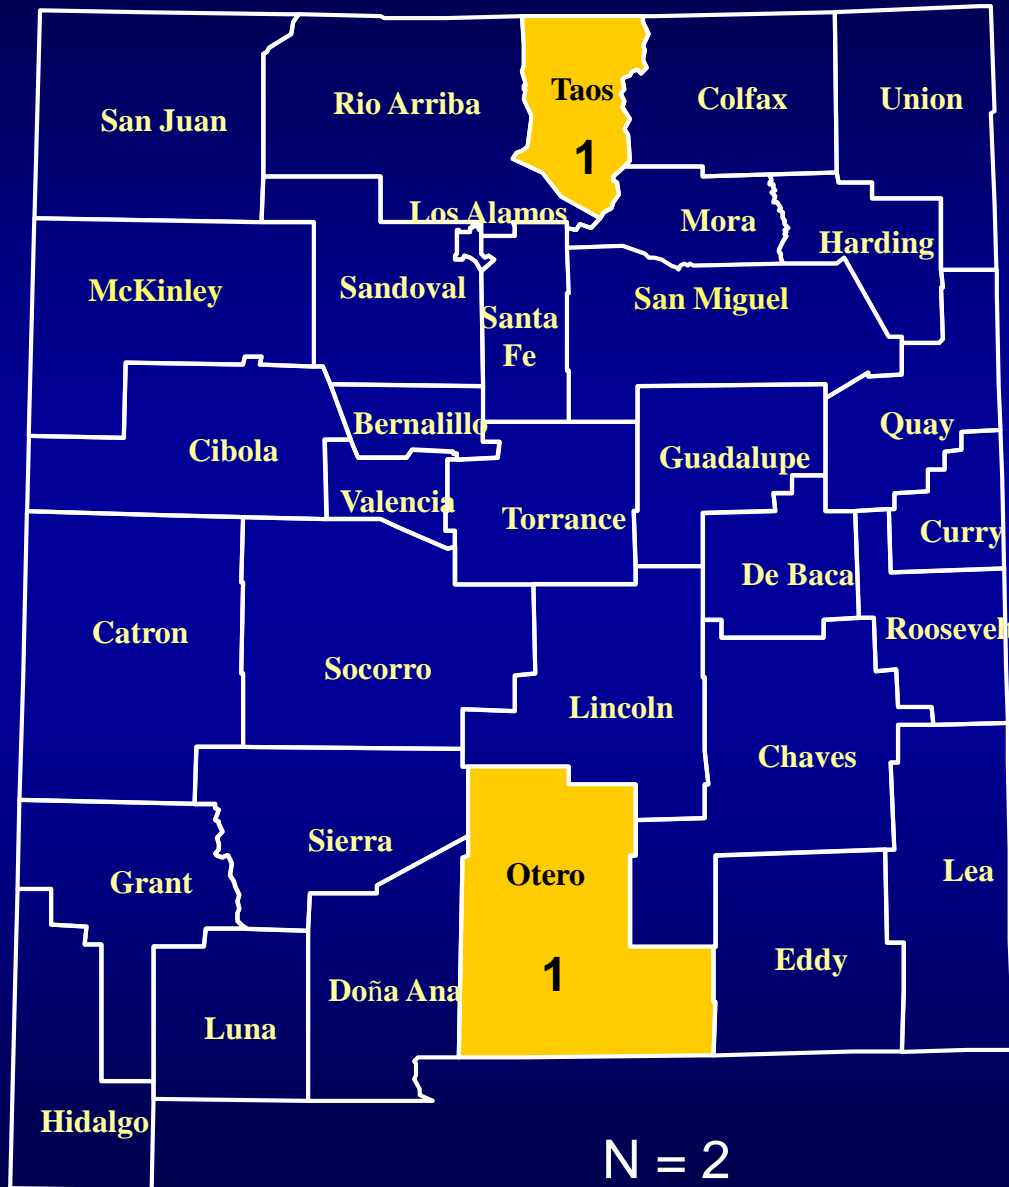 Taos
Colfax
Union
Rio Arriba
San Juan
1
Los Alamos
Mora
Harding
Sandoval
McKinley
San Miguel
Santa
Fe
Bernalillo
Quay
Cibola
Guadalupe
Valencia
Torrance
Curry
De Baca
Catron
Roosevelt
Socorro
Lincoln
Chaves
Sierra
Otero
Lea
Grant
Eddy
1
Doña Ana
Luna
Hidalgo
N = 2